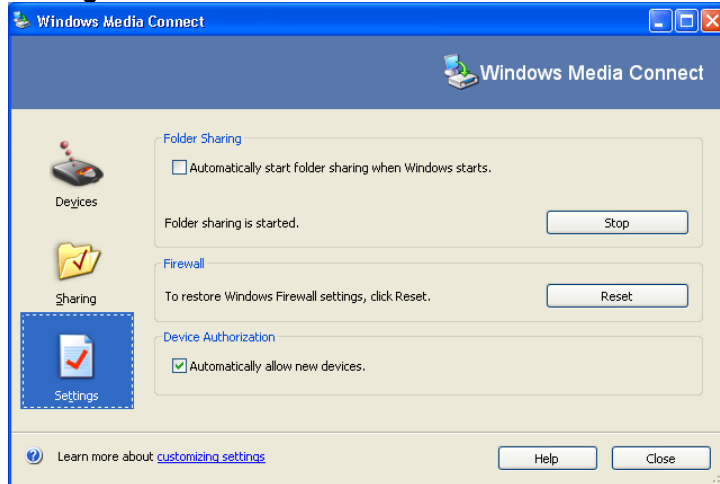 Windows Media Connect
Windows Media Connect
Folder Sharing
Automatically start folder sharing when Windows starts.
Devices
Folder sharing is started.
Stop
Firewall
Sharing
To restore Windows Firewall settings, click Reset.
Reset
Device Authorization
Automatically allow new devices.
Settings
Learn more about customizing settings
Help
Close